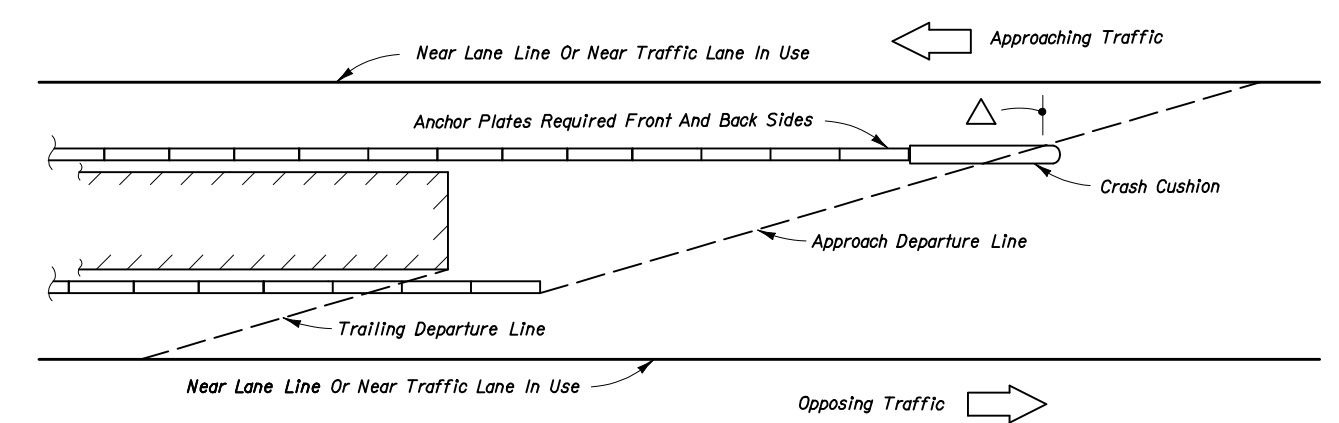 Approaching Traffic
Near Lane Line Or Near Traffic Lane In Use
Anchor Plates Required Front And Back Sides
Crash Cushion
Approach Departure Line
Trailing Departure Line
Near Lane Line Or Near Traffic Lane In Use
Opposing Traffic